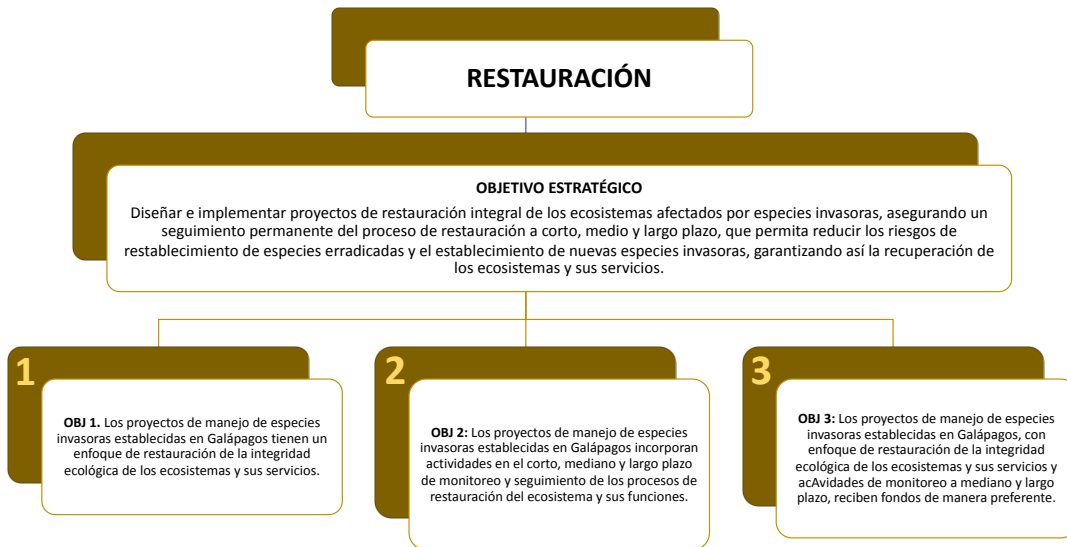 RESTAURACIÓN
OBJETIVO ESTRATÉGICO
Diseñar e implementar proyectos de restauración integral de los ecosistemas afectados por especies invasoras, asegurando un
seguimiento permanente del proceso de restauración a corto, medio y largo plazo, que permita reducir los riesgos de
restablecimiento de especies erradicadas y el establecimiento de nuevas especies invasoras, garantizando así la recuperación de
los ecosistemas y sus servicios.
1
OBJ 1. Los proyectos de manejo de especies
invasoras establecidas en Galápagos tienen un
enfoque de restauración de la integridad
ecológica de los ecosistemas y sus servicios.
2
OBJ 2: Los proyectos de manejo de especies
invasoras establecidas en Galápagos incorporan
actividades en el corto, mediano y largo plazo
de monitoreo y seguimiento de los procesos de
restauración del ecosistema y sus funciones.
3
OBJ 3: Los proyectos de manejo de especies
invasoras establecidas en Galápagos, con
enfoque de restauración de la integridad
ecológica de los ecosistemas y sus servicios y
acAvidades de monitoreo a mediano y largo
plazo, reciben fondos de manera preferente.